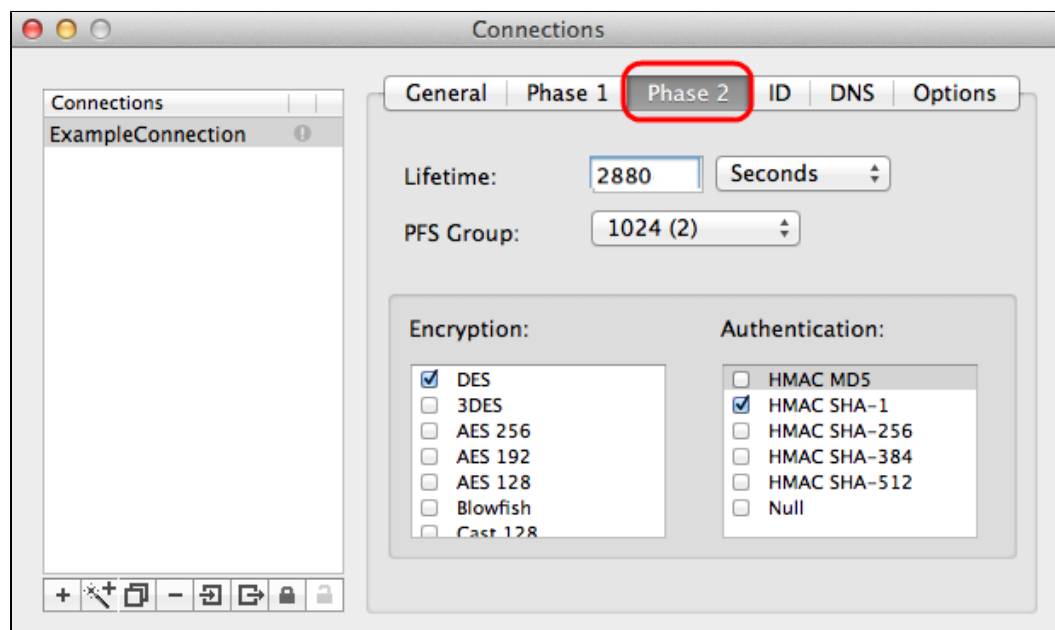 Connections
Connections
ExampleConnection
General Phase 1 Phase 2 ID DNS Options
Lifetime: 2880 Seconds
PFS Group: 1024 (2)
Encryption:
DES
3DES
AES 256
AES 192
AES 128
Blowfish
Cast 128
Authentication:
HMAC MD5
HMAC SHA-1
HMAC SHA-256
HMAC SHA-384
HMAC SHA-512
Null